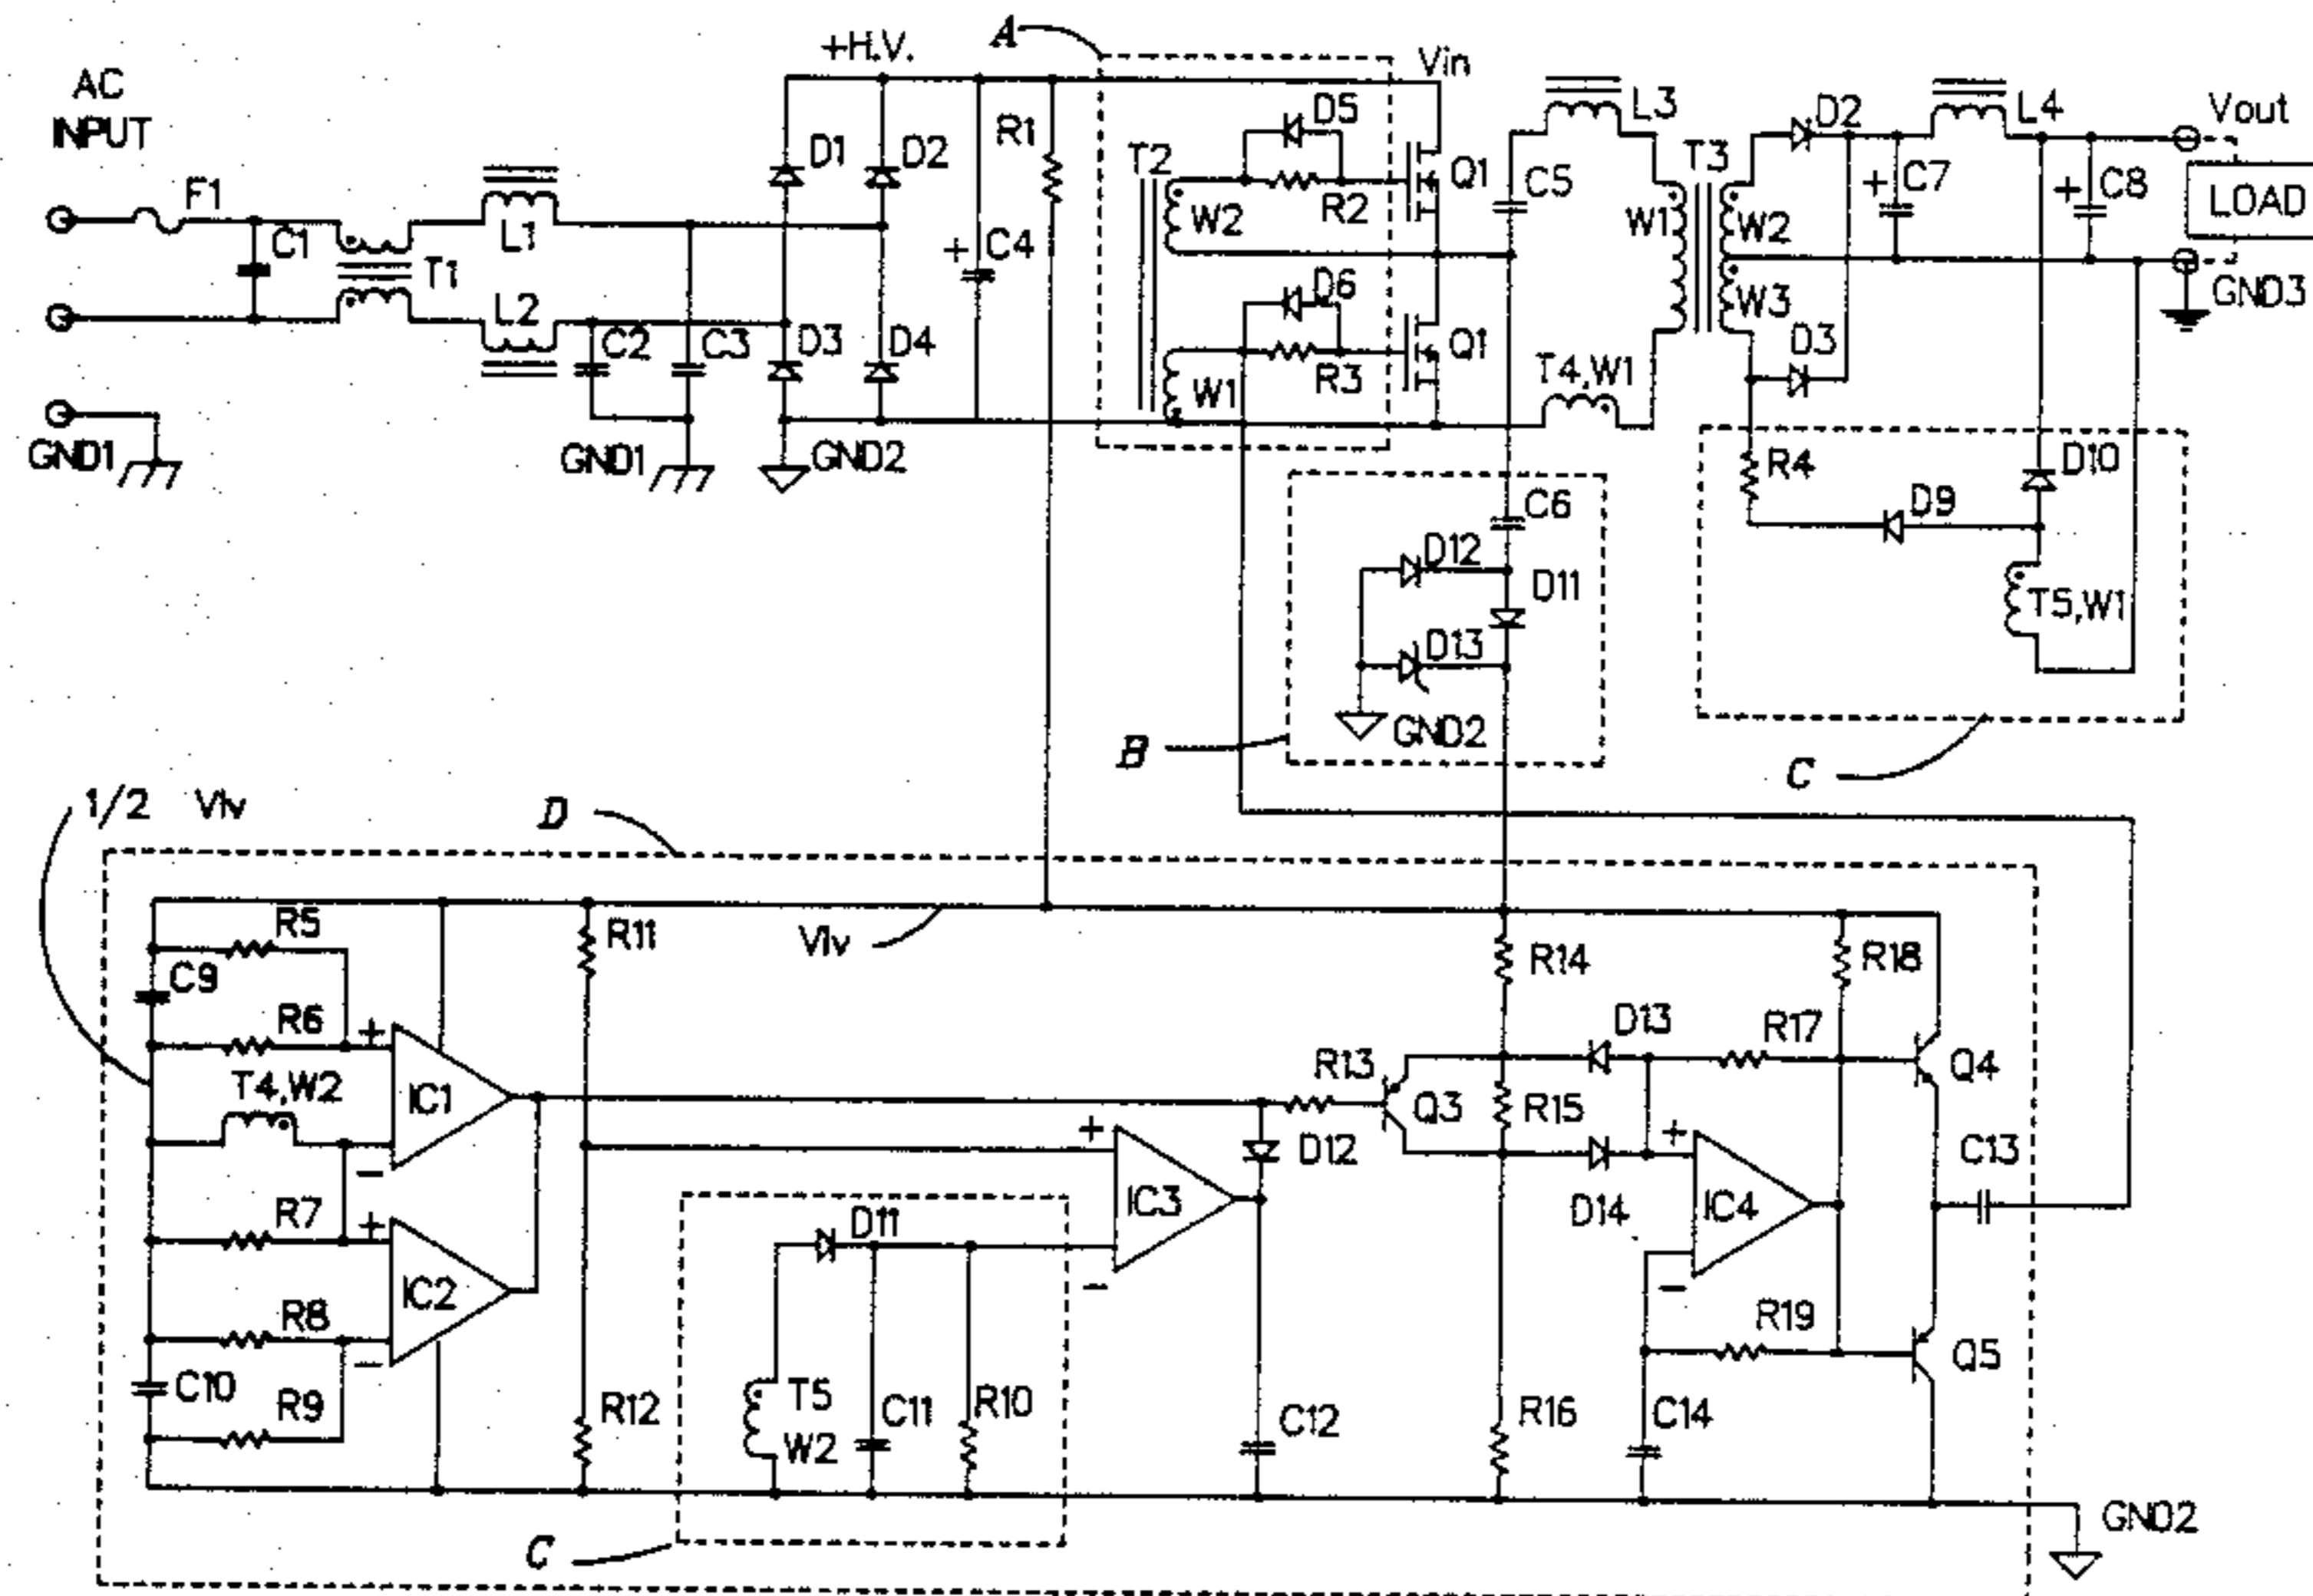 AC
INPUT
F1
C1
T1
L1
L2
C2
C3
GND1
GND1
+H.V.
D1
D2
D3
D4
GND2
+
C4
R1
A
T2
W2
W1
D5
R2
D6
R3
Vin
Q1
Q1
L3
C5
T4,W1
W1
T3
W2
W3
D2
D3
+
C7
L4
+
C8
Vout
LOAD
GND3
R4
D10
D9
T5,W1
C
C6
D12
D11
D13
GND2
B
1/2 Vlv
D
Vlv
R5
C9
R6
+
T4,W2
IC1
-
R7
+
IC2
R8
-
C10
R9
R11
R12
D11
T5
W2
C11
R10
C
+
IC3
-
D12
C12
R13
Q3
R14
R15
R16
D13
D14
R17
R18
+
IC4
-
R19
C14
Q4
Q5
C13
GND2